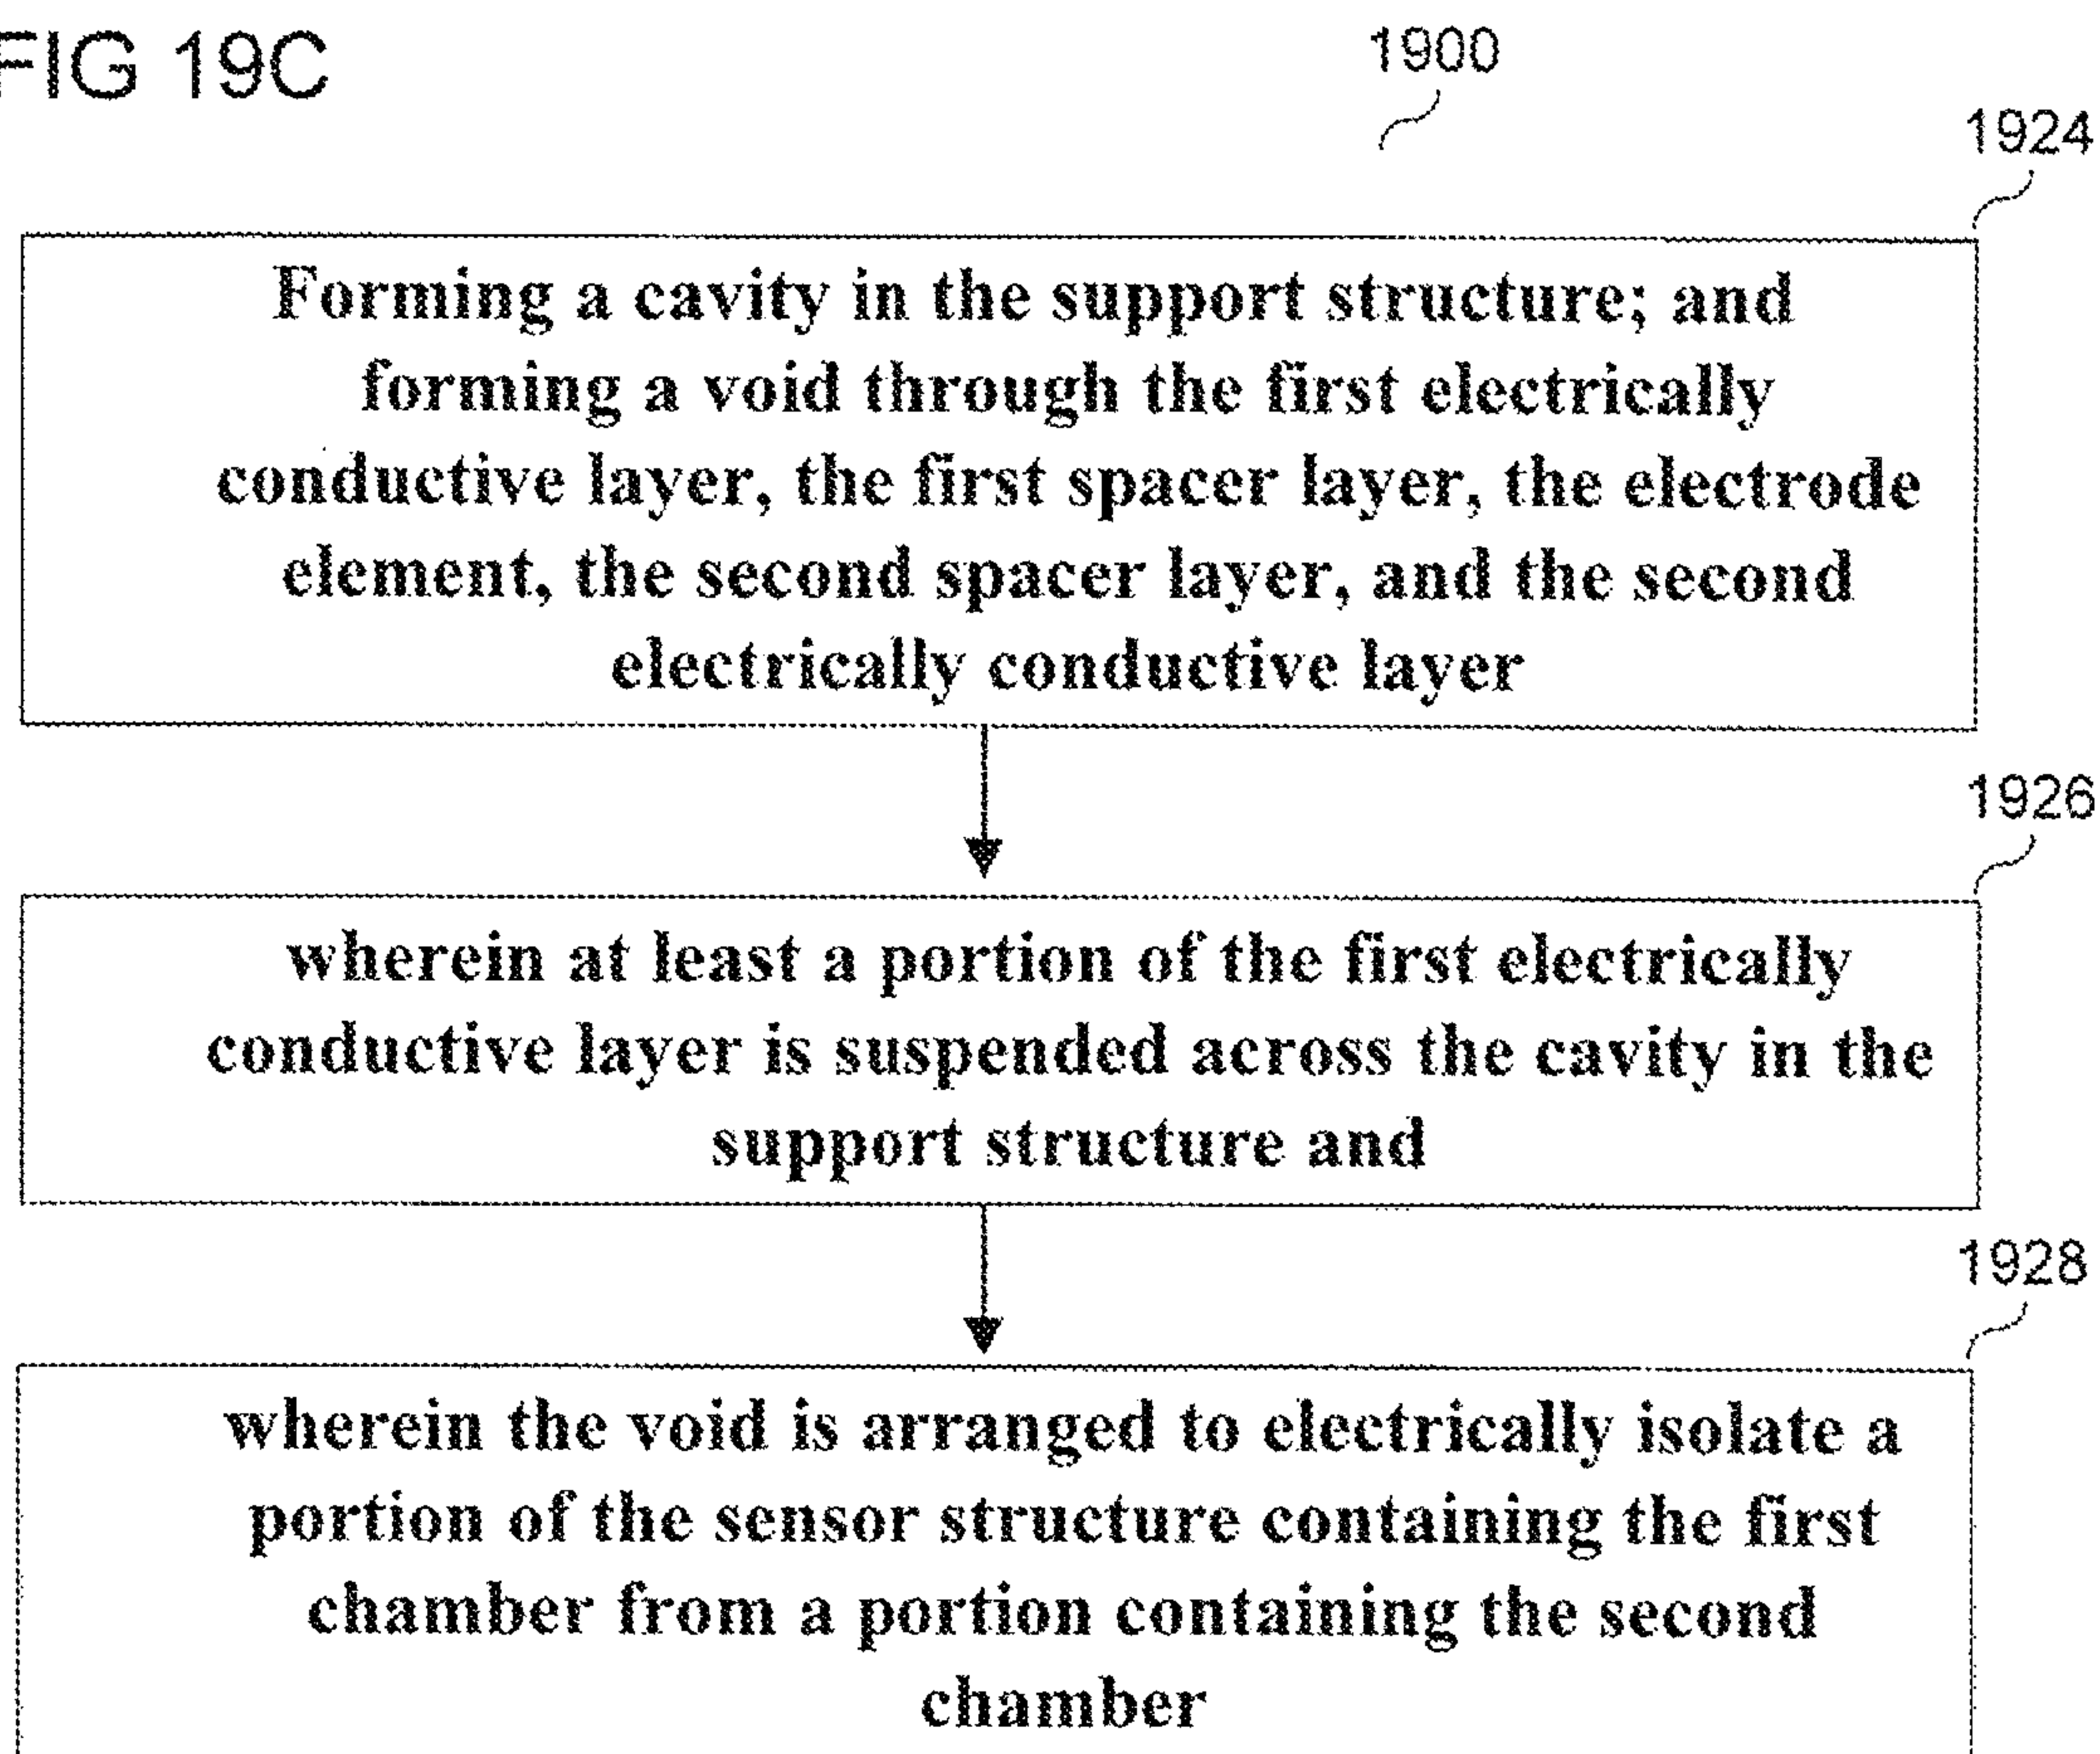 FIG 19C
1900
1924
Forming a cavity in the support structure; and
forming a void through the first electrically
conductive layer, the first spacer layer, the electrode
element, the second spacer layer, and the second
electrically conductive layer
1926
wherein at least a portion of the first electrically
conductive layer is suspended across the cavity in the
support structure and
1928
wherein the void is arranged to electrically isolate a
portion of the sensor structure containing the first
chamber from a portion containing the second
chamber